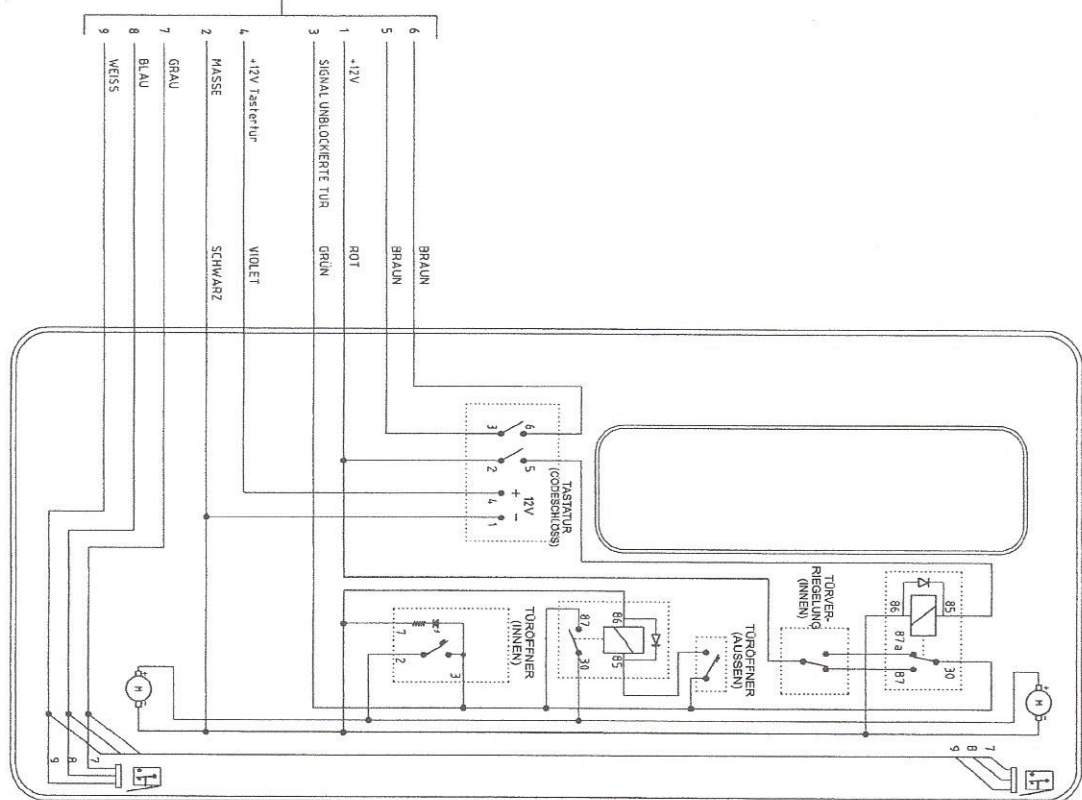 6
5
1
3
4
2
7
8
9
+12V
SIGNAL UNBLOCKIERTE TUR
+12V Tastertür
MASSE
GRAU
BLAU
WEISS
BRAUN
BRAUN
ROT
GRÜN
VIOLET
SCHWARZ
TASTATUR
(CODESCHLOSS)
6
3
5
2
12V
+
-
4
1
TÜRVER-
RIEGELUNG
(INNEN)
85
86
87a
30
87
TÜRÖFFNER
(AUSSEN)
86
85
87
30
TÜRÖFFNER
(INNEN)
7
2
3
M
+
-
M
+
-
7
8
9
7
8
9